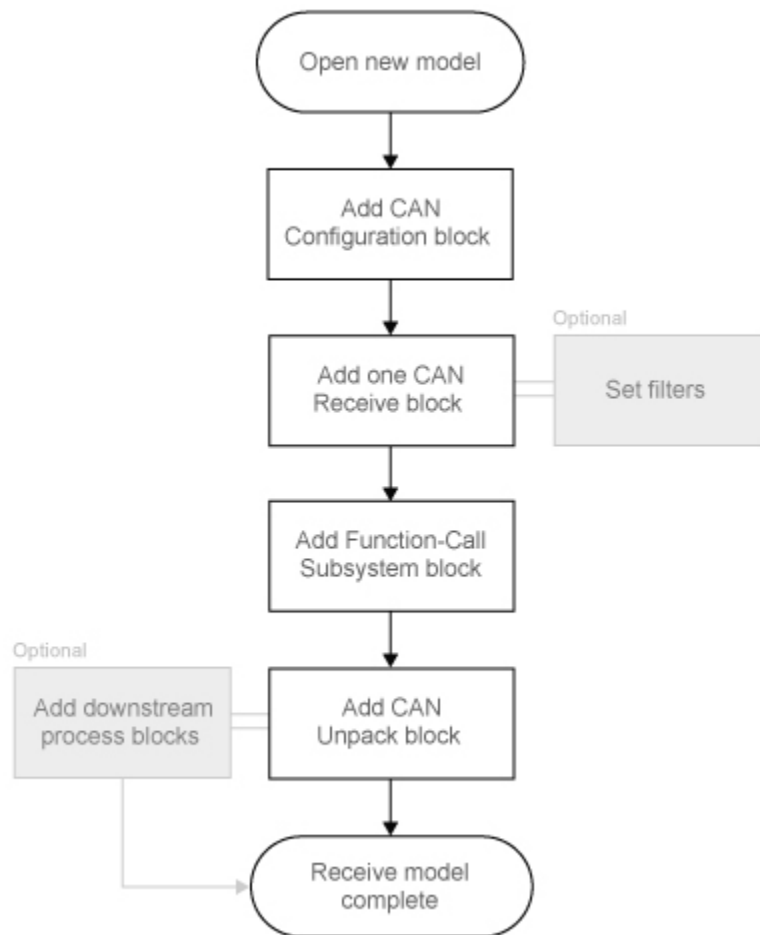 Open new model
Add CAN
Configuration block
Optional
Add one CAN
Receive block
Set filters
Add Function-Call
Subsystem block
Optional
Add downstream
process blocks
Add CAN
Unpack block
Receive model
complete